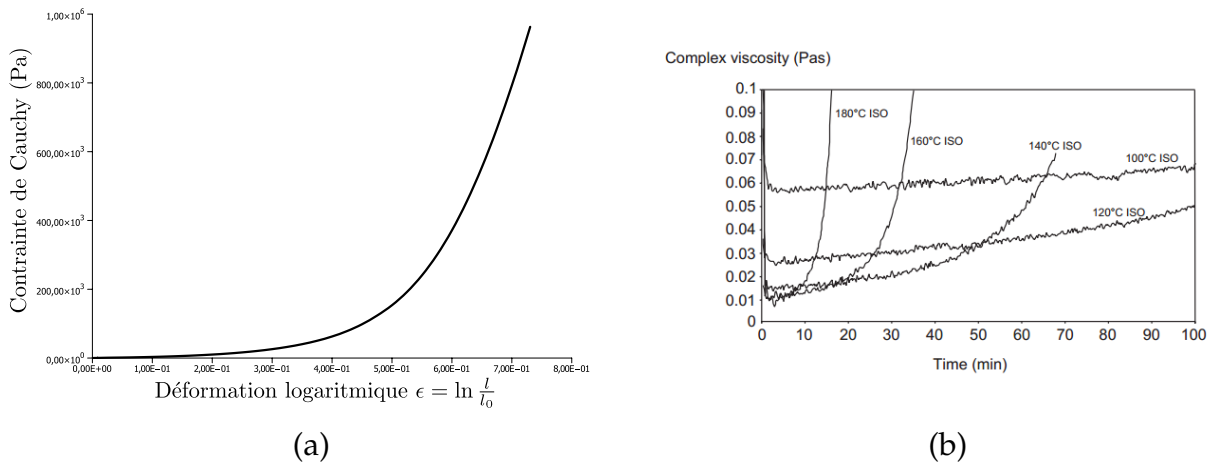 1,00×10⁶
800,00×10³
600,00×10³
400,00×10³
200,00×10³
0,00×10⁰
Contrainte de Cauchy (Pa)
0,00E+00 1,00E−01 2,00E−01 3,00E−01 4,00E−01 5,00E−01 6,00E−01 7,00E−01 8,00E−01
Déformation logaritmique ϵ = ln l/l₀
(a)
Complex viscosity (Pas)
0.1
0.09
0.08
0.07
0.06
0.05
0.04
0.03
0.02
0.01
0
180°C ISO
160°C ISO
140°C ISO
100°C ISO
120°C ISO
0 10 20 30 40 50 60 70 80 90 100
Time (min)
(b)